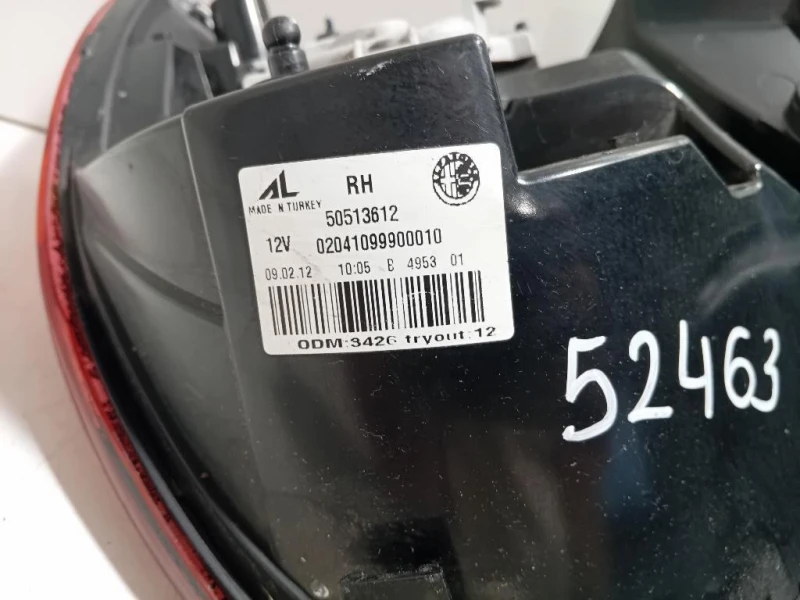 AL RH
MADE IN TURKEY
50513612
12V 02041099900010
09.02.12 10:05 B 4953 01
ODM:3426 tryout:12
52463